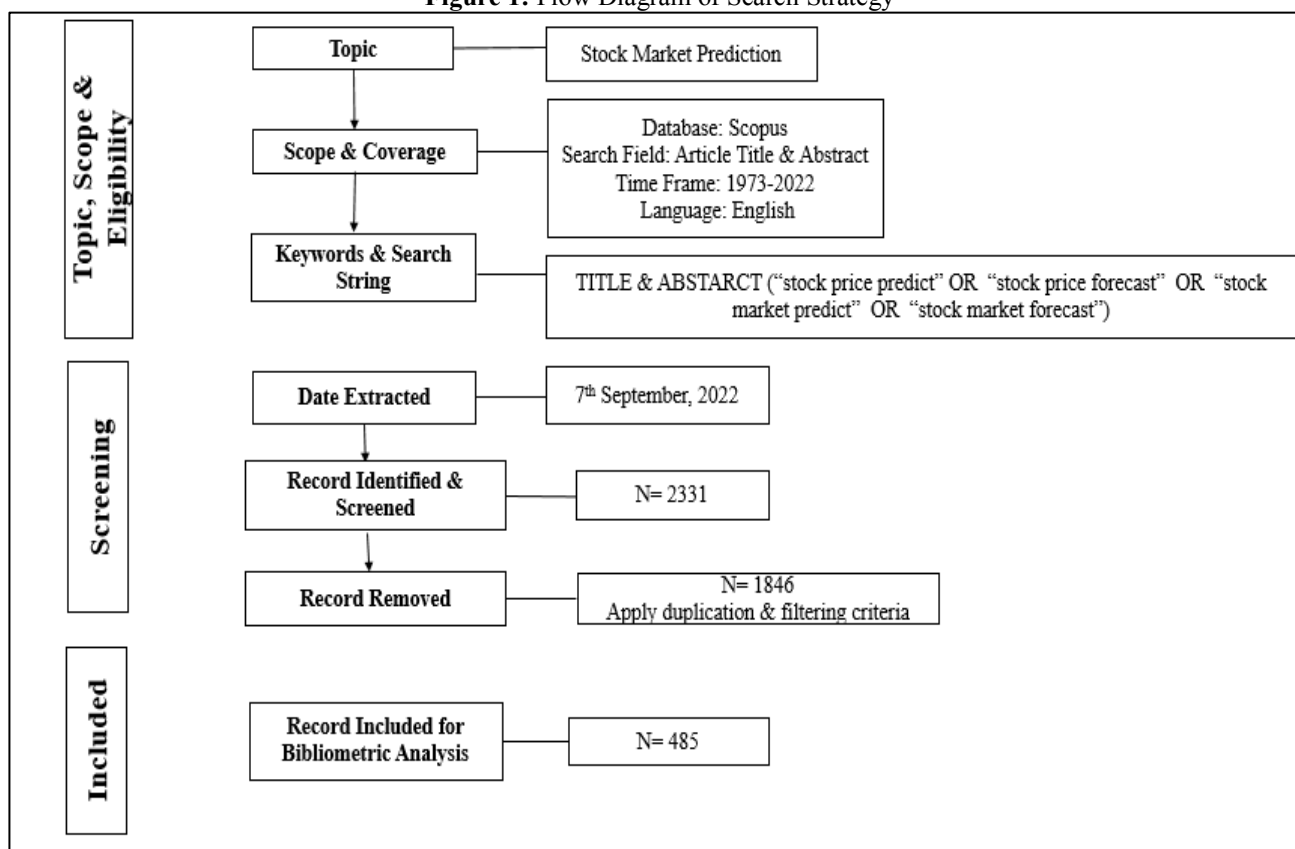 Figure 1: Flow Diagram of Search Strategy
Topic, Scope &
Eligibility
Topic
Stock Market Prediction
Scope & Coverage
Database: Scopus
Search Field: Article Title & Abstract
Time Frame: 1973-2022
Language: English
Keywords & Search
String
TITLE & ABSTARCT (“stock price predict” OR “stock price forecast” OR “stock
market predict” OR “stock market forecast”)
Screening
Date Extracted
7th September, 2022
Record Identified &
Screened
N= 2331
Record Removed
N= 1846
Apply duplication & filtering criteria
Included
Record Included for
Bibliometric Analysis
N= 485